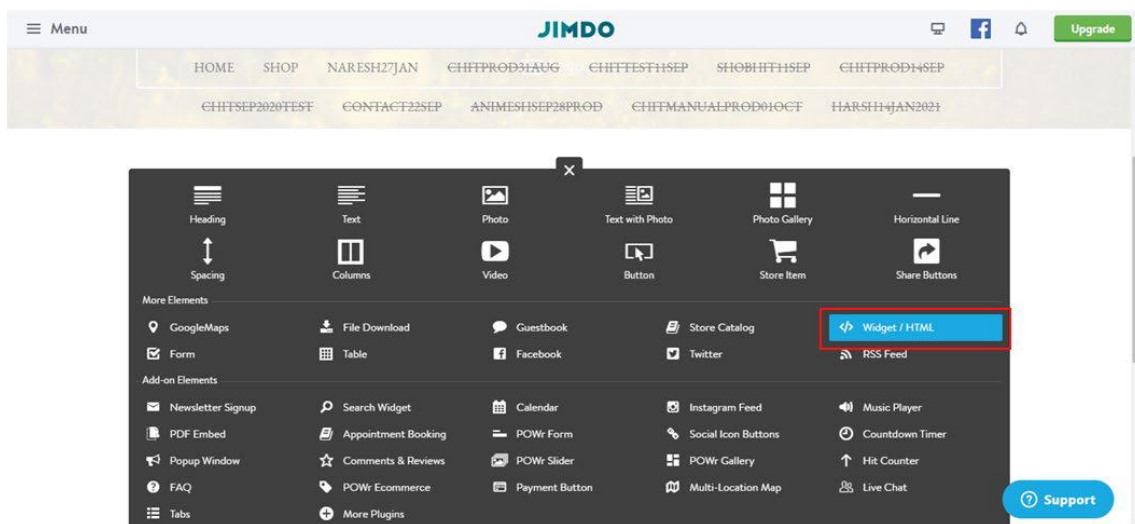 Menu JIMDO Upgrade
HOME SHOP NARESH27JAN CHITPROD31AUG CHITTEST11SEP SHOBHIT11SEP CHITPROD14SEP
CHITSEP2020TEST CONTACT22SEP ANIMESHSEP28PROD CHITMANUALPROD01OCT HARSH14JAN2021
Heading Text Photo Text with Photo Photo Gallery Horizontal Line
Spacing Columns Video Button Store Item Share Buttons
More Elements
GoogleMaps File Download Guestbook Store Catalog Widget / HTML
Form Table Facebook Twitter RSS Feed
Add-on Elements
Newsletter Signup Search Widget Calendar Instagram Feed Music Player
PDF Embed Appointment Booking POWr Form Social Icon Buttons Countdown Timer
Popup Window Comments & Reviews POWr Slider POWr Gallery Hit Counter
FAQ POWr Ecommerce Payment Button Multi-Location Map Live Chat
Support
Tabs More Plugins